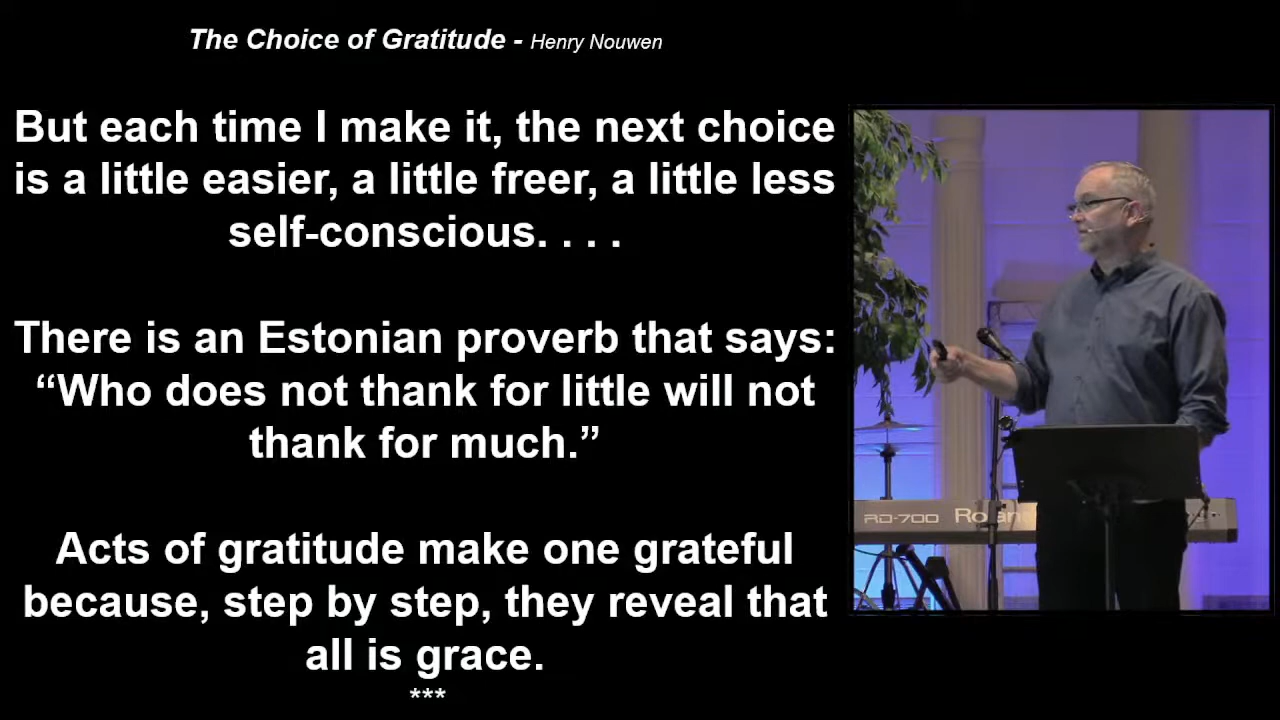 The Choice of Gratitude - Henry Nouwen
But each time I make it, the next choice
is a little easier, a little freer, a little less
self-conscious. . . .
There is an Estonian proverb that says:
“Who does not thank for little will not
thank for much.”
Acts of gratitude make one grateful
because, step by step, they reveal that
all is grace.
***
RD-700 Roland